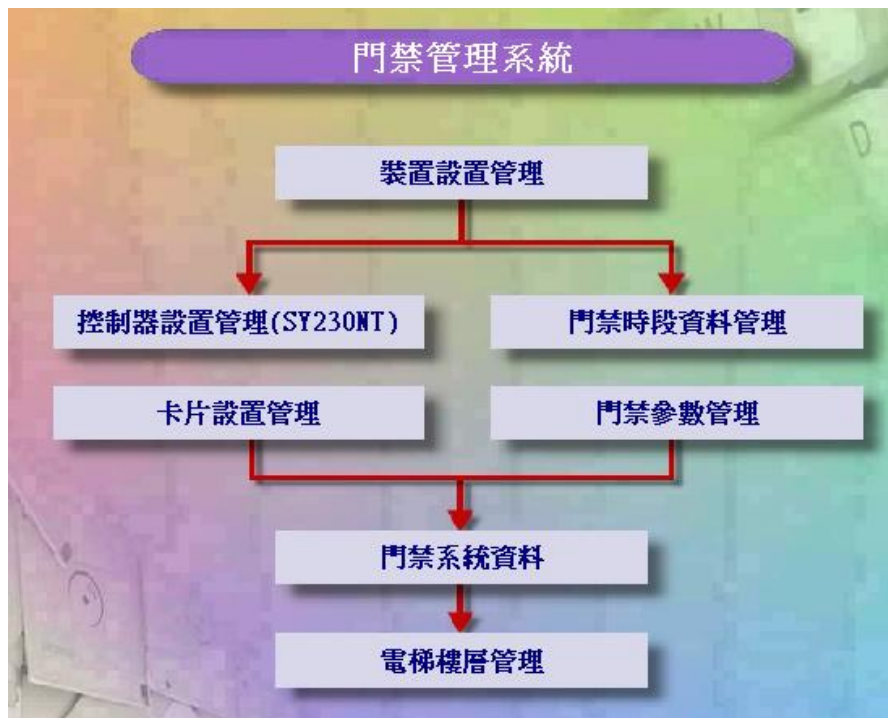 門禁管理系統
裝置設置管理
控制器設置管理(SY230NT)
門禁時段資料管理
卡片設置管理
門禁參數管理
門禁系統資料
電梯樓層管理